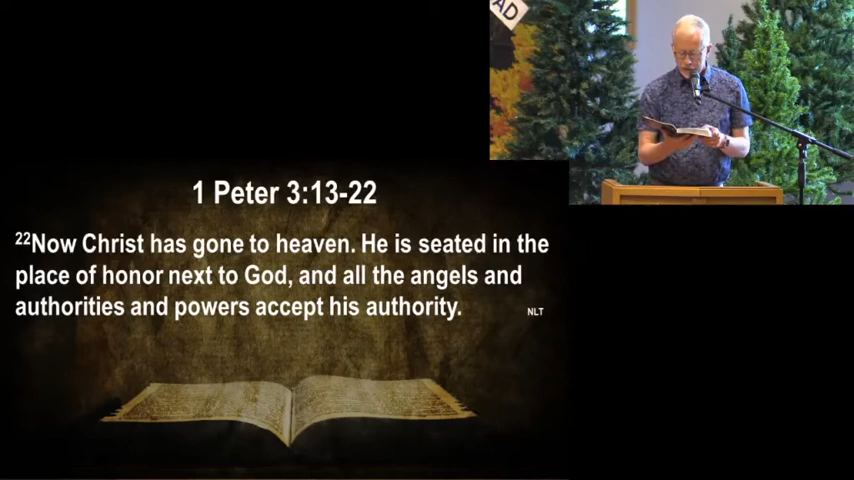 AD
1 Peter 3:13-22
22Now Christ has gone to heaven. He is seated in the
place of honor next to God, and all the angels and
authorities and powers accept his authority.
NLT